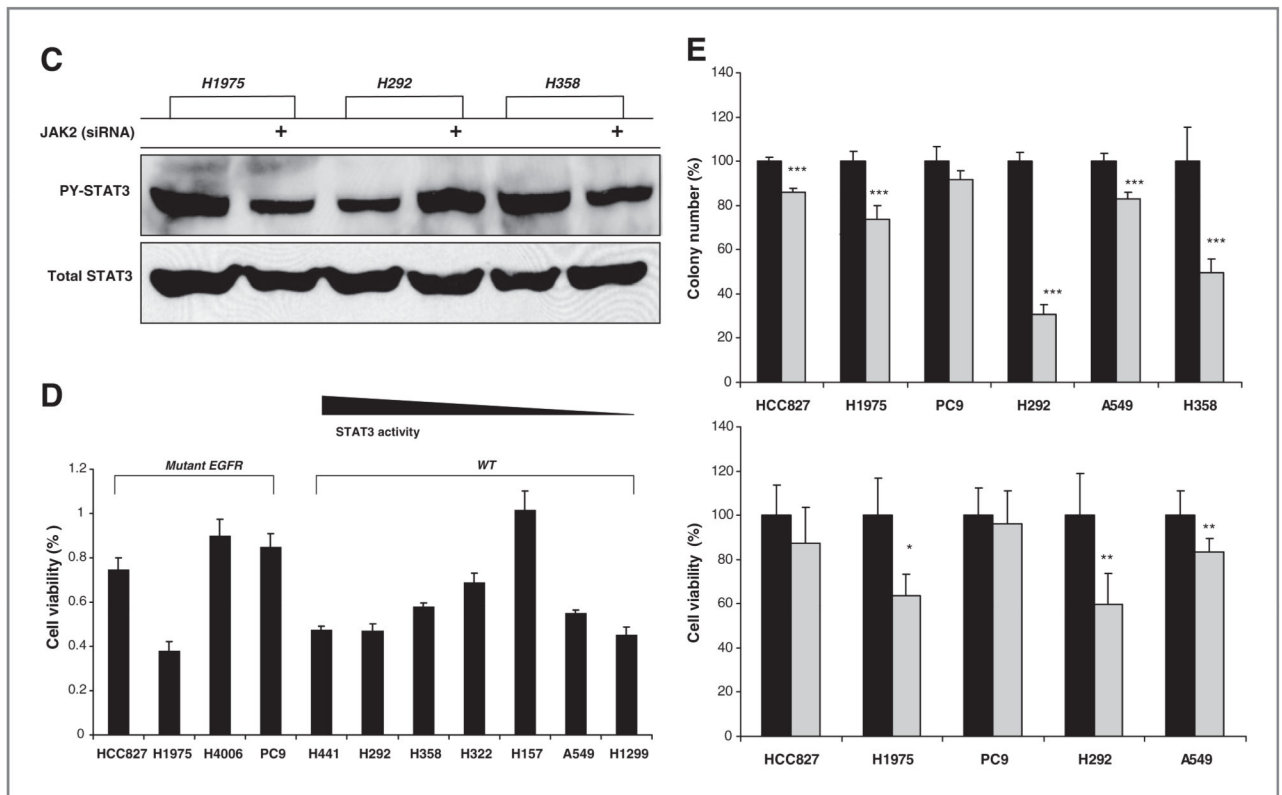 C
H1975 H292 H358
JAK2 (siRNA) + + +
PY-STAT3
Total STAT3
D
STAT3 activity
Mutant EGFR WT
Cell viability (%)
1.2
1
0.8
0.6
0.4
0.2
0
HCC827 H1975 H4006 PC9 H441 H292 H358 H322 H157 A549 H1299
E
Colony number (%)
140
120
100
80
60
40
20
0
*** *** *** *** ***
HCC827 H1975 PC9 H292 A549 H358
Cell viability (%)
140
120
100
80
60
40
20
0
* ** **
HCC827 H1975 PC9 H292 A549